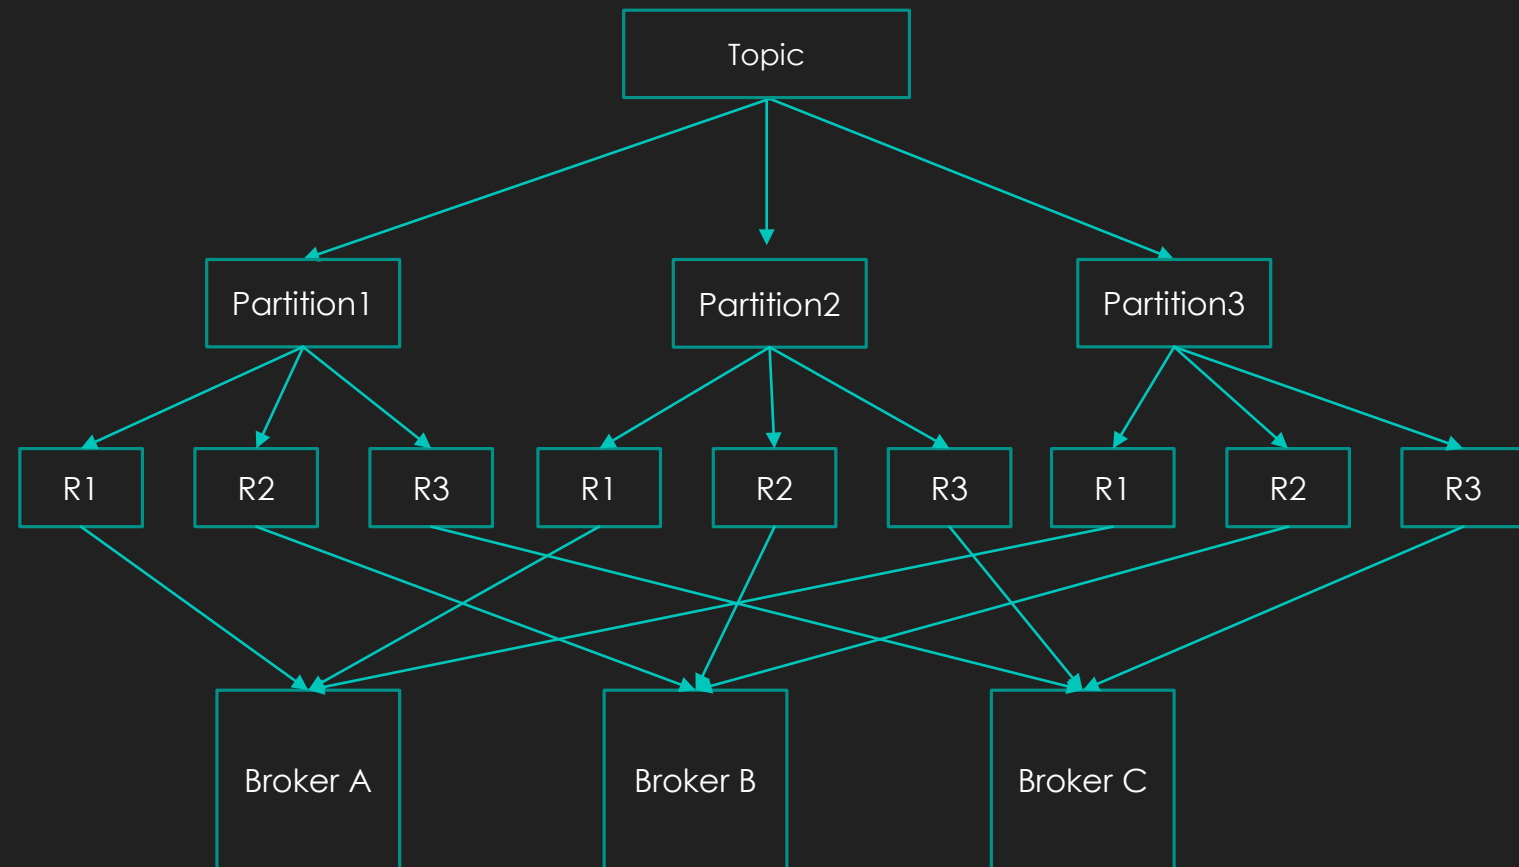 Topic
Partition1
Partition2
Partition3
R1
R2
R3
R1
R2
R3
R1
R2
R3
Broker A
Broker B
Broker C